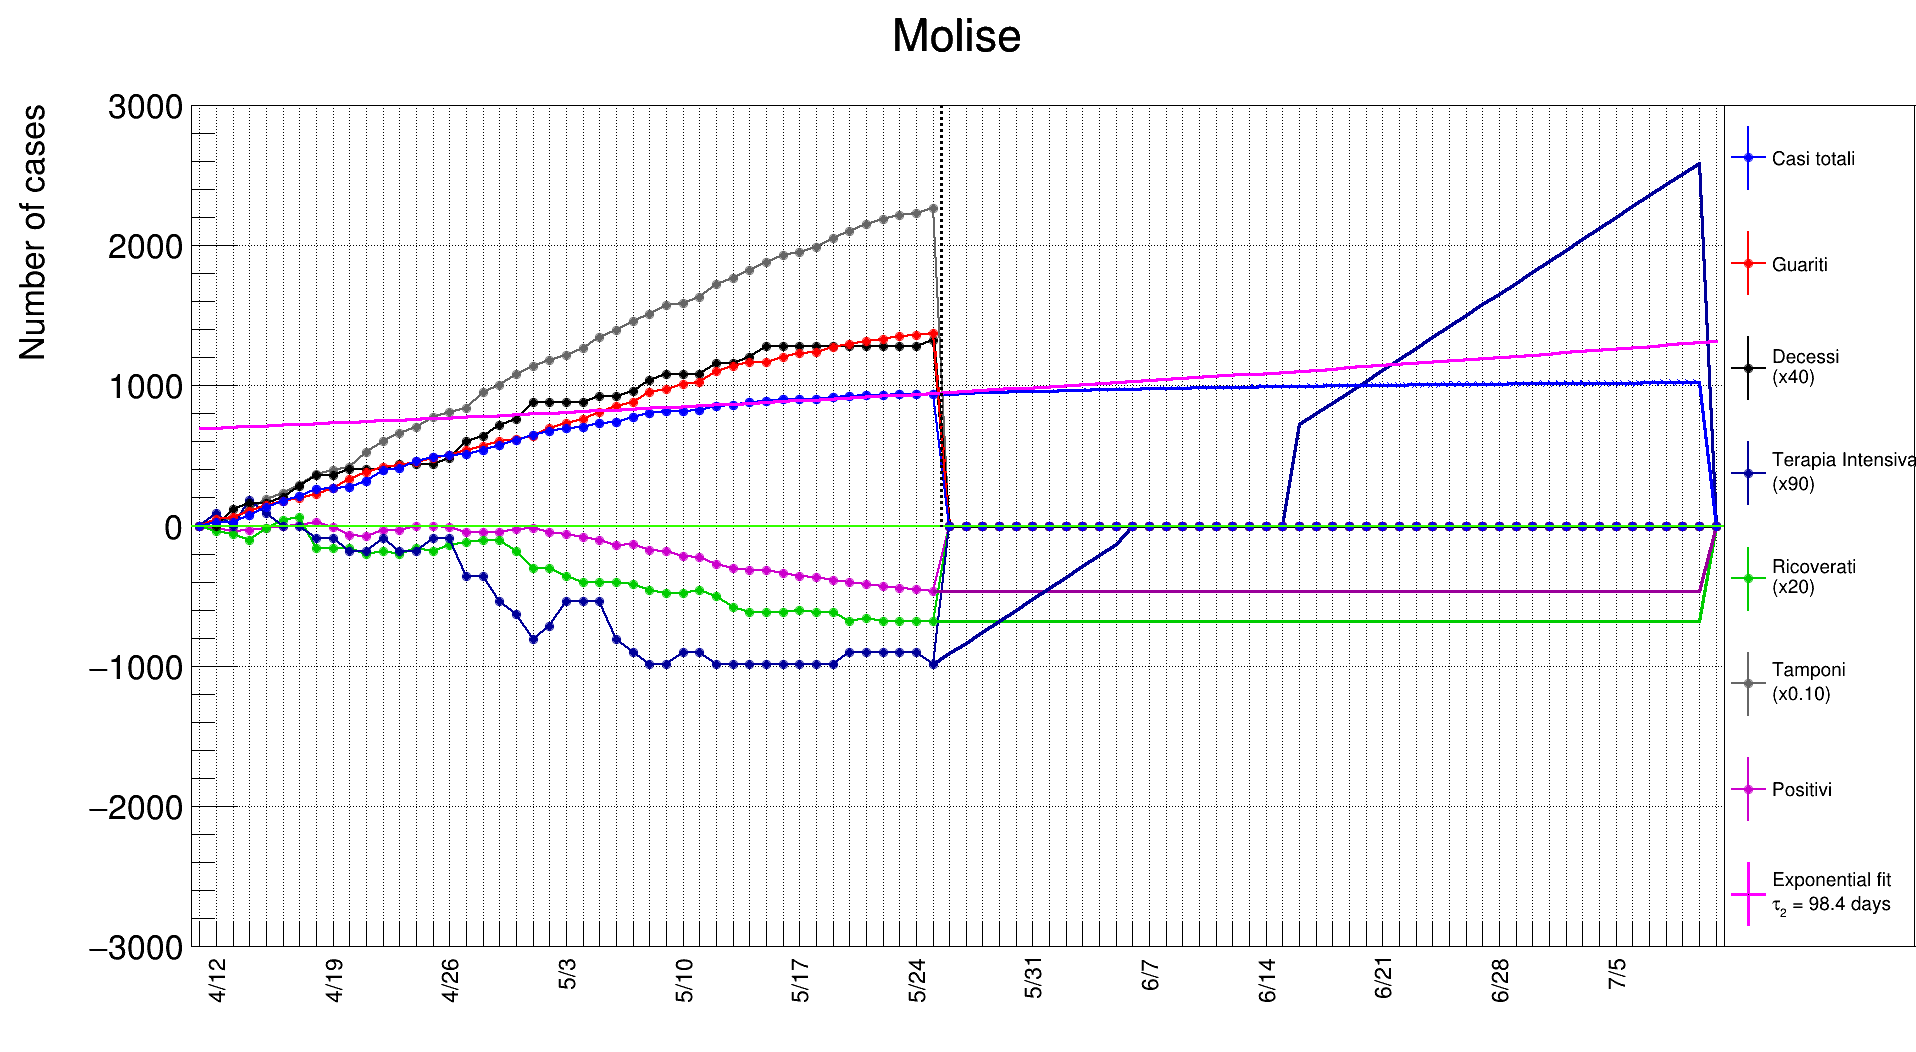 Molise
Number of cases
3000
2000
1000
0
−1000
−2000
−3000
4/12
4/19
4/26
5/3
5/10
5/17
5/24
5/31
6/7
6/14
6/21
6/28
7/5
Casi totali
Guariti
Decessi
(x40)
Terapia Intensiva
(x90)
Ricoverati
(x20)
Tamponi
(x0.10)
Positivi
Exponential fit
τ2 = 98.4 days